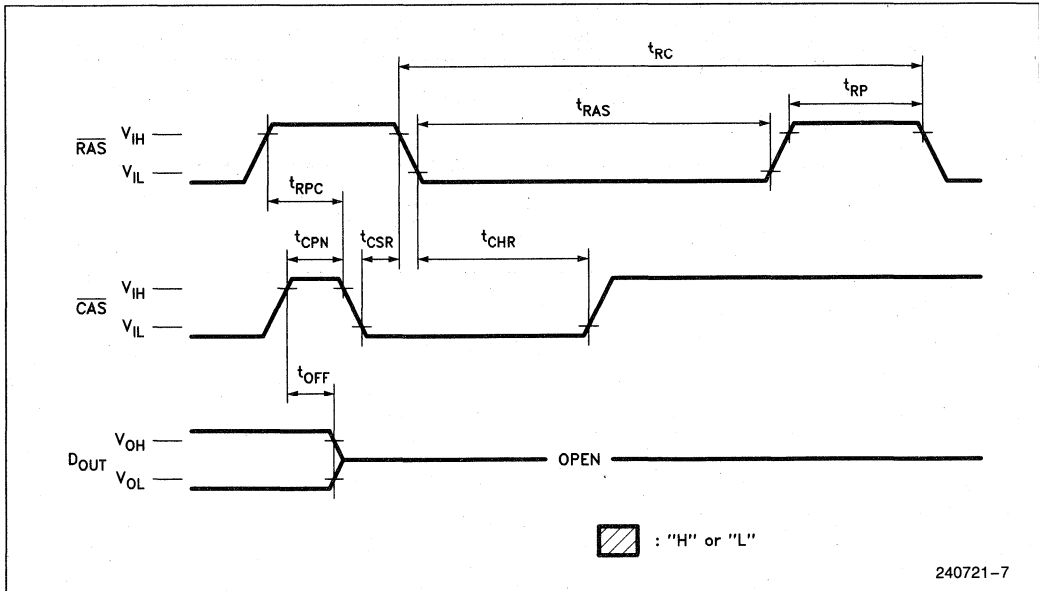 tRC
tRAS
tRP
RAS
VIH
VIL
tRPC
tCPN
tCSR
tCHR
CAS
VIH
VIL
tOFF
DOUT
VOH
VOL
OPEN
: "H" or "L"
240721-7